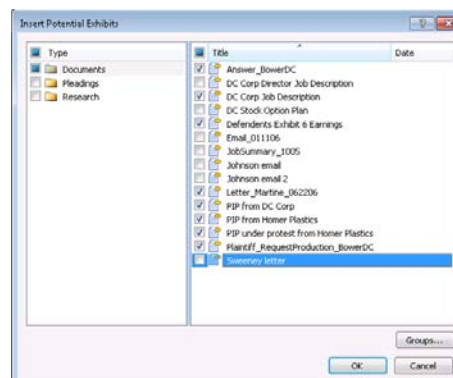 Insert Potential Exhibits
Type
Documents
Pleadings
Research
Title Date
Answer_BowerDC
DC Corp Director Job Description
DC Corp Job Description
DC Stock Option Plan
Defendents Exhibit 6 Earnings
Email_011106
JobSummary_1005
Johnson email
Johnson email 2
Letter_Martine_062206
PIP from DC Corp
PIP from Homer Plastics
PIP under protest from Homer Plastics
Plaintiff_RequestProduction_BowerDC
Sweeney letter
Groups...
OK Cancel